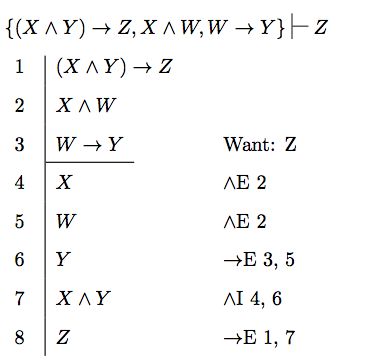 {(X ∧ Y) → Z, X ∧ W, W → Y} ⊢ Z
1 (X ∧ Y) → Z
2 X ∧ W
3 W → Y Want: Z
4 X ∧E 2
5 W ∧E 2
6 Y →E 3, 5
7 X ∧ Y ∧I 4, 6
8 Z →E 1, 7